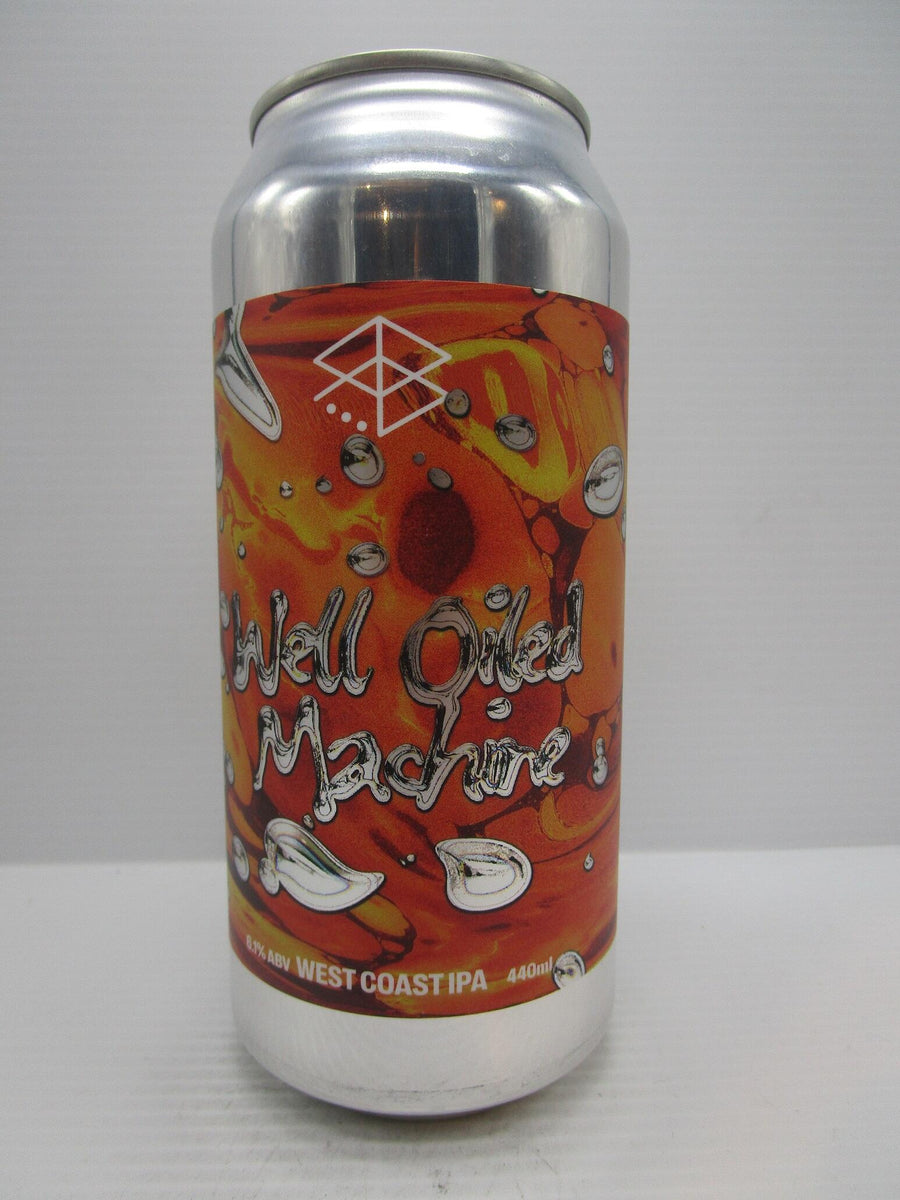 Well Oiled
Machine
6.1% ABV WEST COAST IPA 440ml